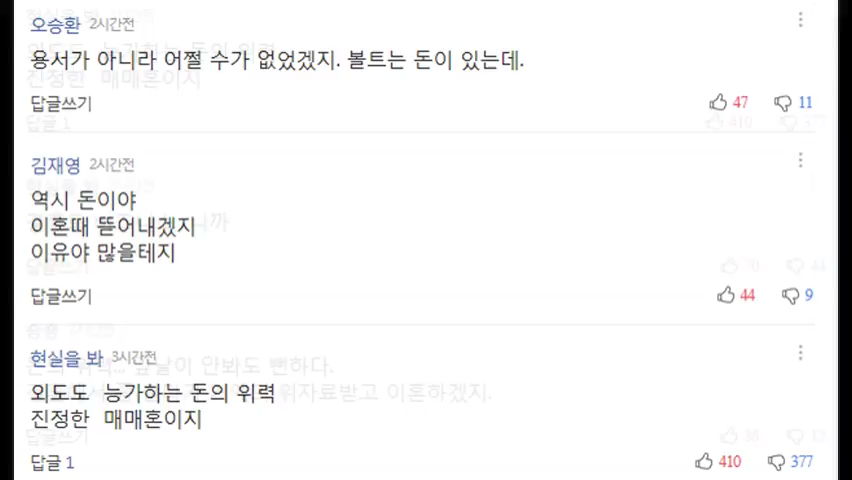 오승환 2시간전
용서가 아니라 어쩔 수가 없었겠지. 볼트는 돈이 있는데.
답글쓰기 47 11
김재영 2시간전
역시 돈이야
이혼때 뜯어내겠지
이유야 많을테지
답글쓰기 44 9
현실을 봐 3시간전
외도도 능가하는 돈의 위력
진정한 매매혼이지
답글 1 410 377